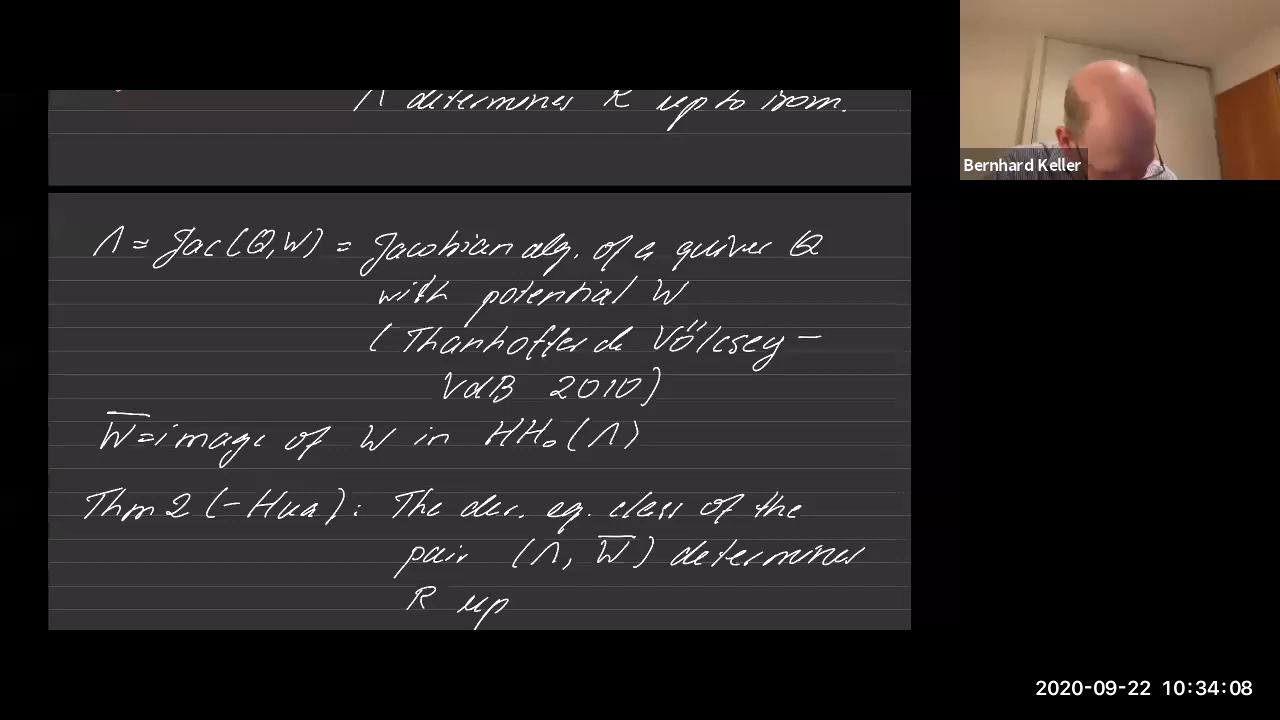 Λ determines R up to isom.
Λ = Jac(Q,W) = Jacobian alg. of a quiver Q
with potential W
(Thanhoffer de Völcsey –
VdB 2010)
W̅ = image of W in HH₀(Λ)
Thm 2 (–Hua): The der. eq. class of the
pair (Λ, W̅) determines
R up
Bernhard Keller
2020-09-22 10:34:08